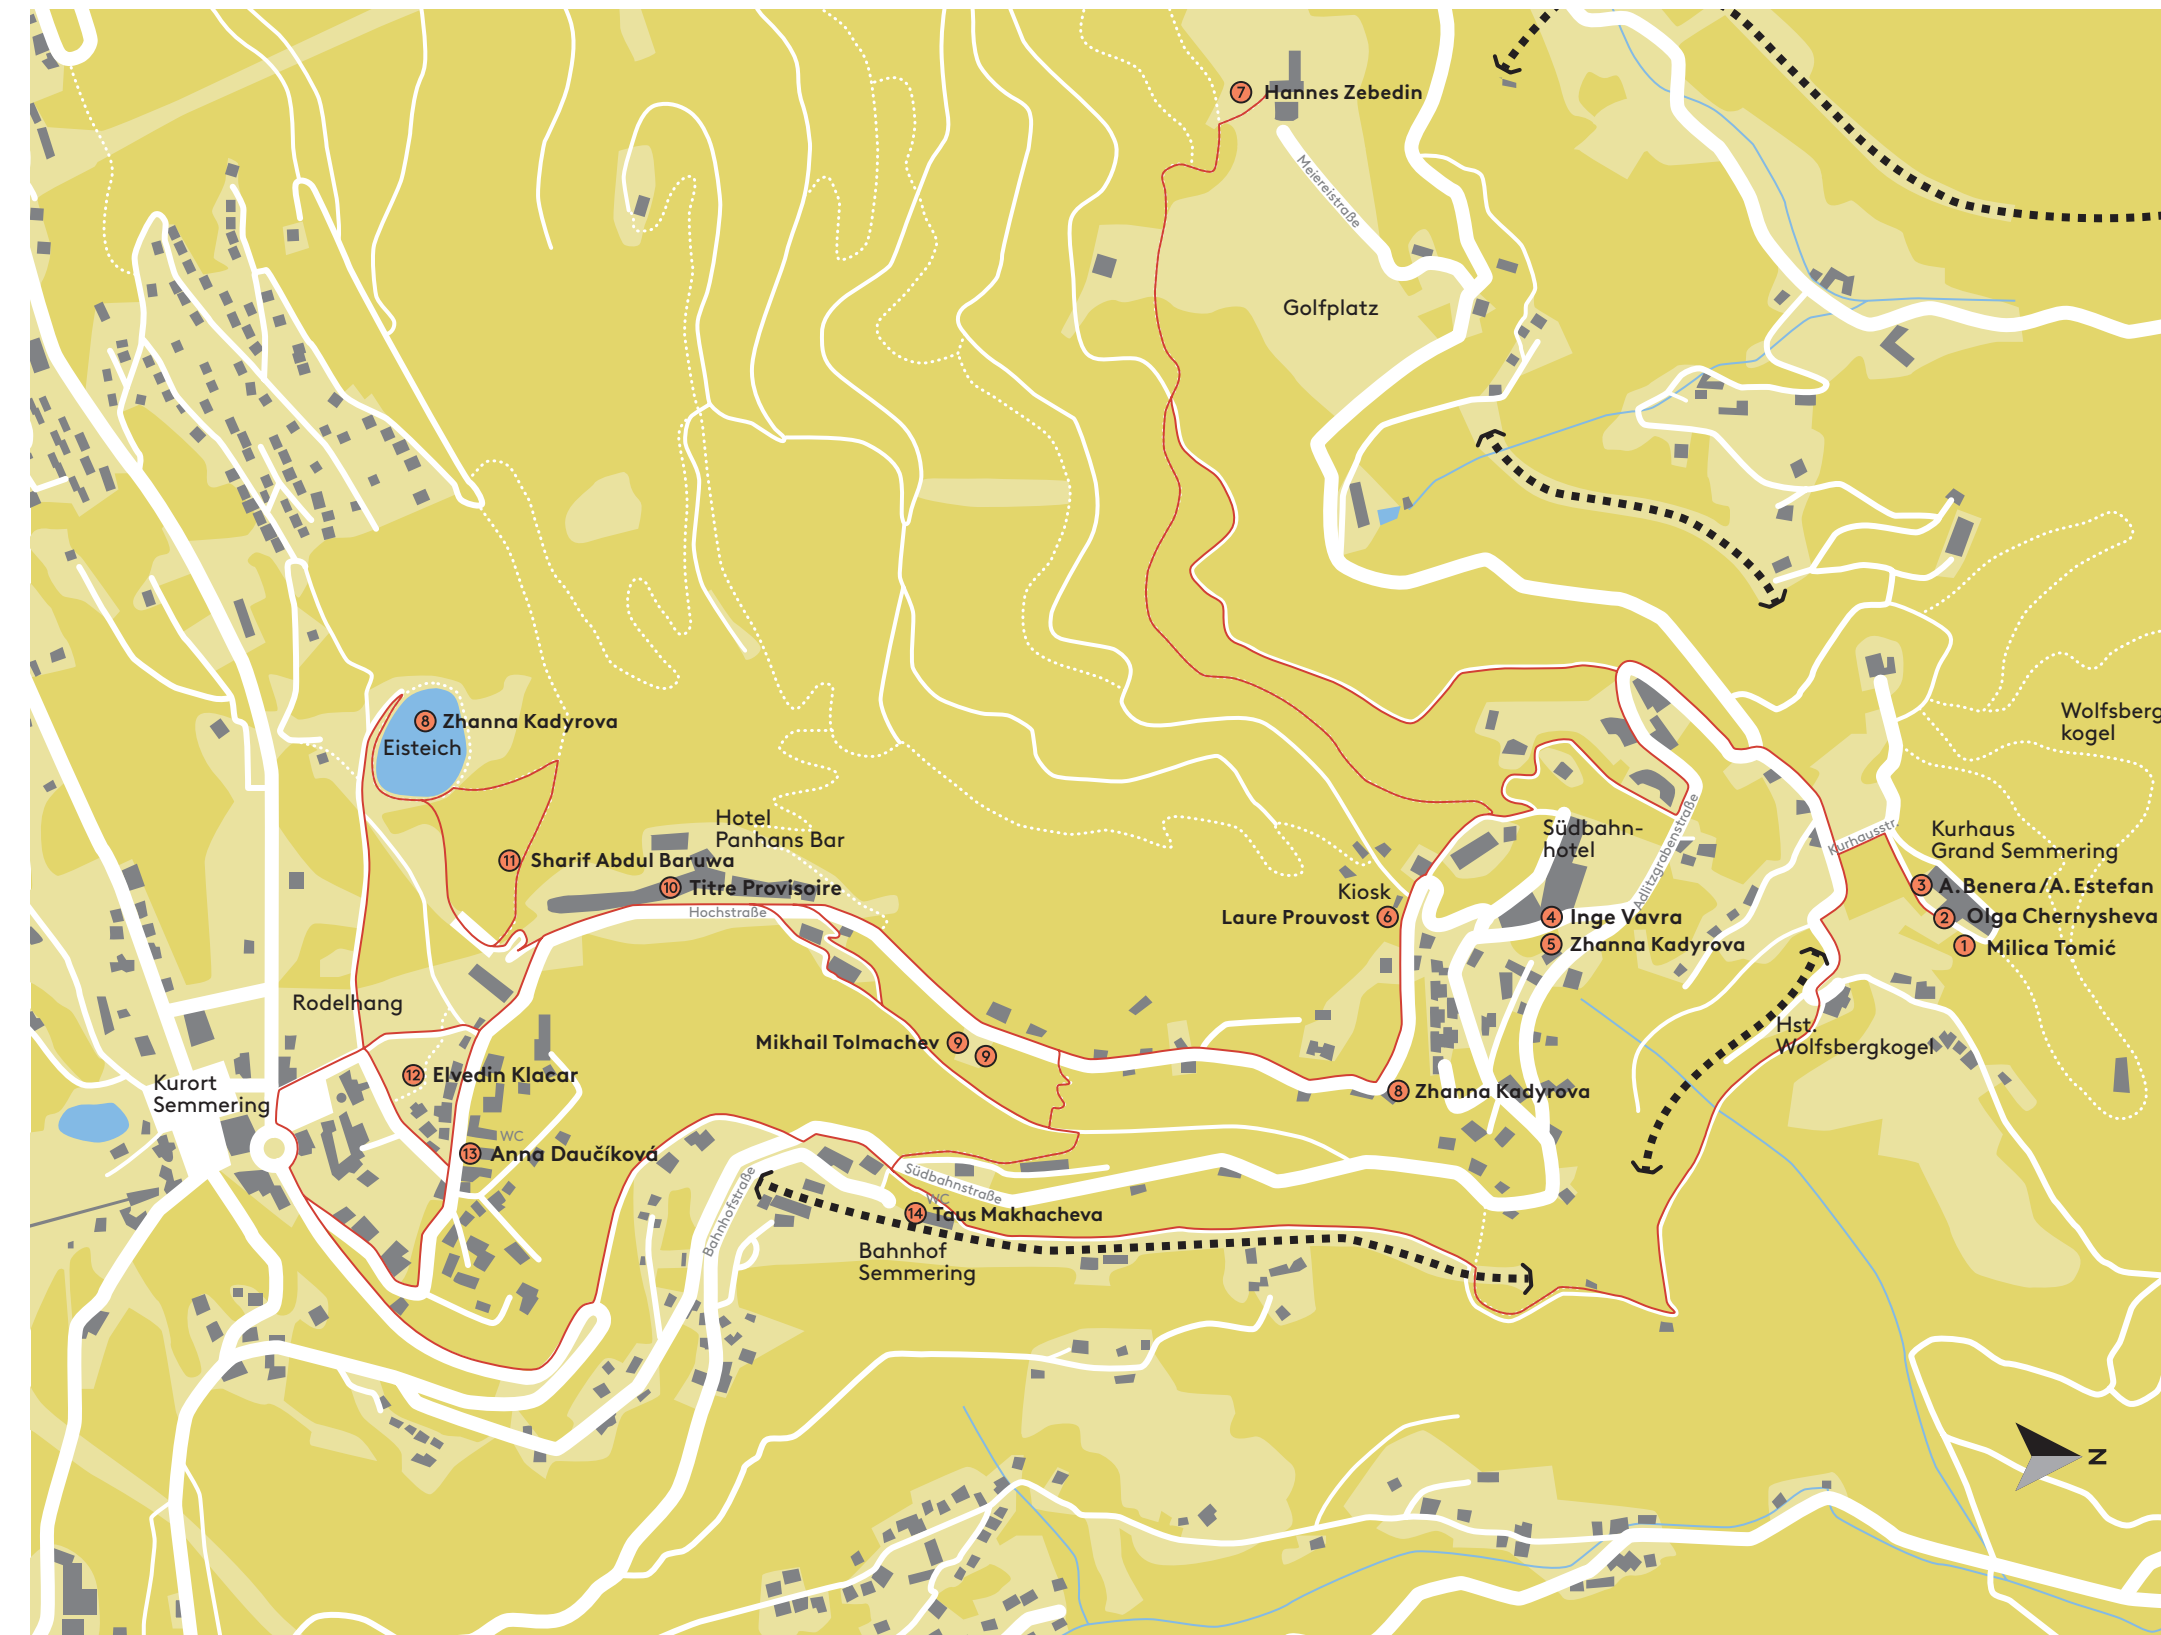 7 Hannes Zebedin
Meiereistraße
Golfplatz
8 Zhanna Kadyrova
Eisteich
Wolfsberg
kogel
Hotel
Panhans Bar
11 Sharif Abdul Baruwa
10 Titre Provisoire
Hochstraße
Südbahn-
hotel
Adlitzgrabenstraße
Kurhausstr.
Kurhaus
Grand Semmering
3 A. Benera / A. Estefan
2 Olga Chernysheva
1 Milica Tomić
Kiosk
Laure Prouvost 6
4 Inge Vavra
5 Zhanna Kadyrova
Rodelhang
Mikhail Tolmachev 9
9
Hst.
Wolfsbergkogel
12 Elvedin Klacar
8 Zhanna Kadyrova
Kurort
Semmering
WC
13 Anna Daučíková
Bahnhofstraße
Südbahnstraße
WC
14 Taus Makhacheva
Bahnhof
Semmering
N